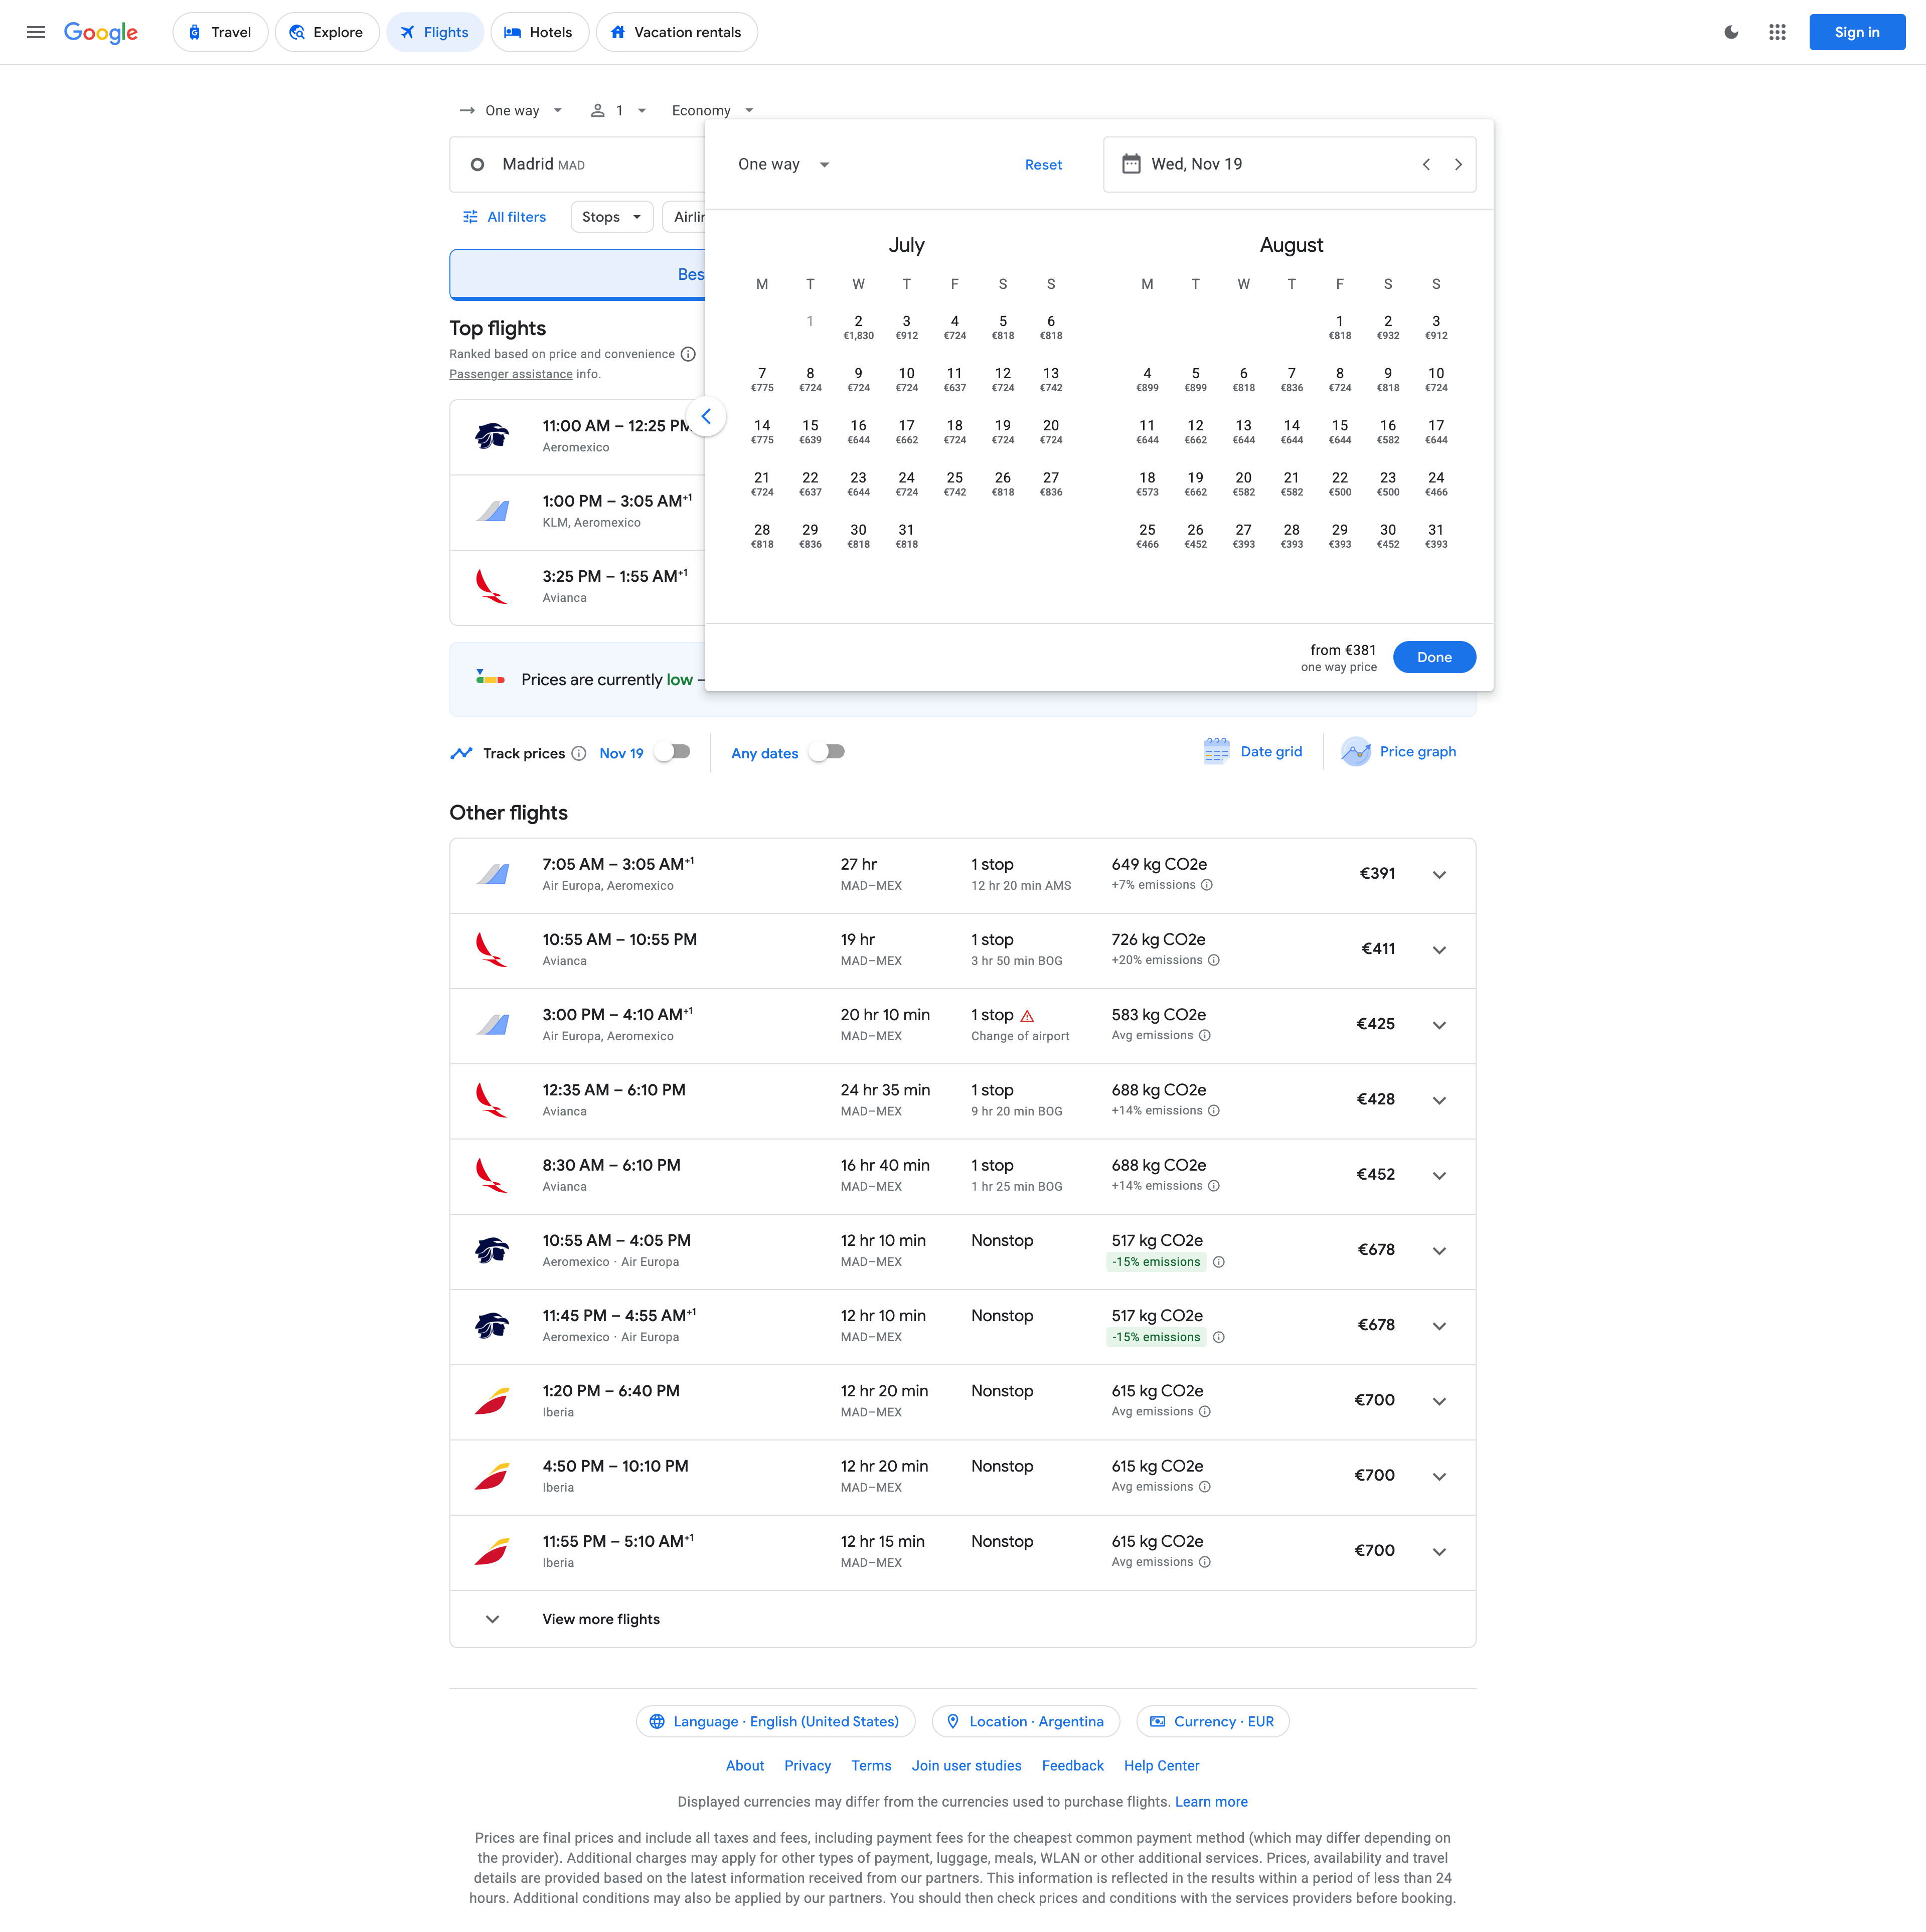 Google
Travel
Explore
Flights
Hotels
Vacation rentals
Sign in
One way
1
Economy
Madrid MAD
All filters
Stops
Airlin
Bes
One way
Reset
Wed, Nov 19
July
M T W T F S S
1 2 3 4 5 6
€1,830 €912 €724 €818 €818
7 8 9 10 11 12 13
€775 €724 €724 €724 €637 €724 €742
14 15 16 17 18 19 20
€775 €639 €644 €662 €724 €724 €724
21 22 23 24 25 26 27
€724 €637 €644 €724 €742 €818 €836
28 29 30 31
€818 €836 €818 €818
August
M T W T F S S
1 2 3
€818 €932 €912
4 5 6 7 8 9 10
€899 €899 €818 €836 €724 €818 €724
11 12 13 14 15 16 17
€644 €662 €644 €644 €644 €582 €644
18 19 20 21 22 23 24
€573 €662 €582 €582 €500 €500 €466
25 26 27 28 29 30 31
€466 €452 €393 €393 €393 €452 €393
from €381
one way price
Done
Top flights
Ranked based on price and convenience
Passenger assistance info.
11:00 AM – 12:25 PM
Aeromexico
1:00 PM – 3:05 AM+1
KLM, Aeromexico
3:25 PM – 1:55 AM+1
Avianca
Prices are currently low –
Track prices
Nov 19
Any dates
Date grid
Price graph
Other flights
7:05 AM – 3:05 AM+1 27 hr 1 stop 649 kg CO2e €391
Air Europa, Aeromexico MAD–MEX 12 hr 20 min AMS +7% emissions
10:55 AM – 10:55 PM 19 hr 1 stop 726 kg CO2e €411
Avianca MAD–MEX 3 hr 50 min BOG +20% emissions
3:00 PM – 4:10 AM+1 20 hr 10 min 1 stop 583 kg CO2e €425
Air Europa, Aeromexico MAD–MEX Change of airport Avg emissions
12:35 AM – 6:10 PM 24 hr 35 min 1 stop 688 kg CO2e €428
Avianca MAD–MEX 9 hr 20 min BOG +14% emissions
8:30 AM – 6:10 PM 16 hr 40 min 1 stop 688 kg CO2e €452
Avianca MAD–MEX 1 hr 25 min BOG +14% emissions
10:55 AM – 4:05 PM 12 hr 10 min Nonstop 517 kg CO2e €678
Aeromexico · Air Europa MAD–MEX -15% emissions
11:45 PM – 4:55 AM+1 12 hr 10 min Nonstop 517 kg CO2e €678
Aeromexico · Air Europa MAD–MEX -15% emissions
1:20 PM – 6:40 PM 12 hr 20 min Nonstop 615 kg CO2e €700
Iberia MAD–MEX Avg emissions
4:50 PM – 10:10 PM 12 hr 20 min Nonstop 615 kg CO2e €700
Iberia MAD–MEX Avg emissions
11:55 PM – 5:10 AM+1 12 hr 15 min Nonstop 615 kg CO2e €700
Iberia MAD–MEX Avg emissions
View more flights
Language · English (United States)
Location · Argentina
Currency · EUR
About Privacy Terms Join user studies Feedback Help Center
Displayed currencies may differ from the currencies used to purchase flights. Learn more
Prices are final prices and include all taxes and fees, including payment fees for the cheapest common payment method (which may differ depending on
the provider). Additional charges may apply for other types of payment, luggage, meals, WLAN or other additional services. Prices, availability and travel
details are provided based on the latest information received from our partners. This information is reflected in the results within a period of less than 24
hours. Additional conditions may also be applied by our partners. You should then check prices and conditions with the services providers before booking.